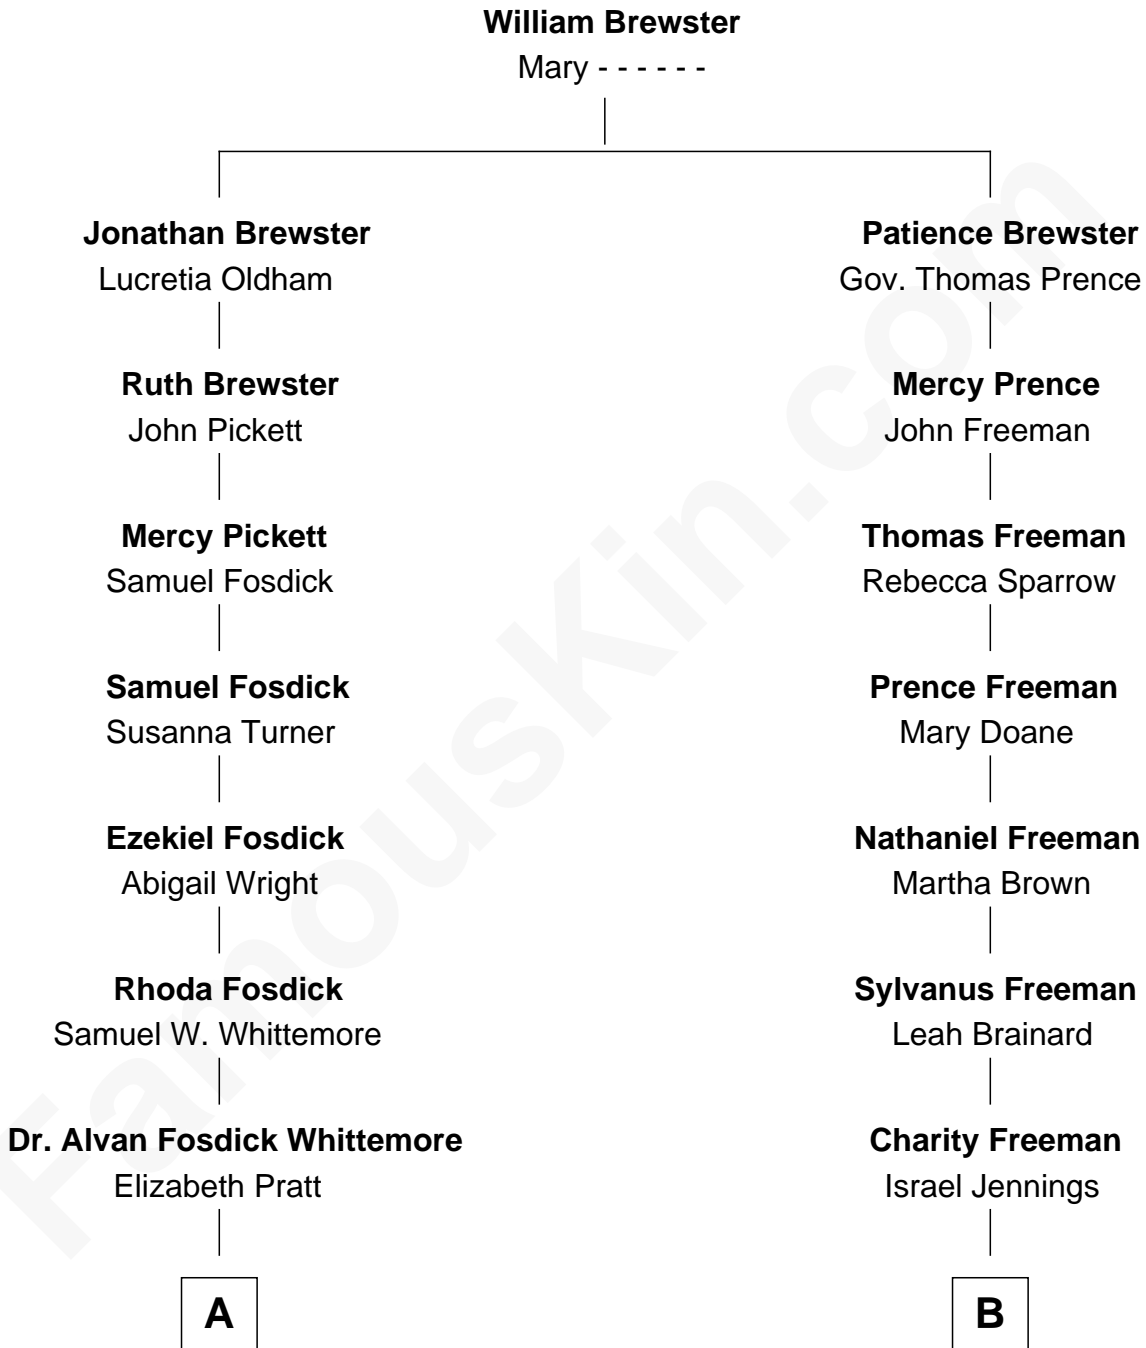 William Brewster
Mary - - - - - -
Jonathan Brewster
Lucretia Oldham
Patience Brewster
Gov. Thomas Prence
Ruth Brewster
John Pickett
Mercy Prence
John Freeman
Mercy Pickett
Samuel Fosdick
Thomas Freeman
Rebecca Sparrow
Samuel Fosdick
Susanna Turner
Prence Freeman
Mary Doane
Ezekiel Fosdick
Abigail Wright
Nathaniel Freeman
Martha Brown
Rhoda Fosdick
Samuel W. Whittemore
Sylvanus Freeman
Leah Brainard
Dr. Alvan Fosdick Whittemore
Elizabeth Pratt
Charity Freeman
Israel Jennings
A
B
FamousKin.com